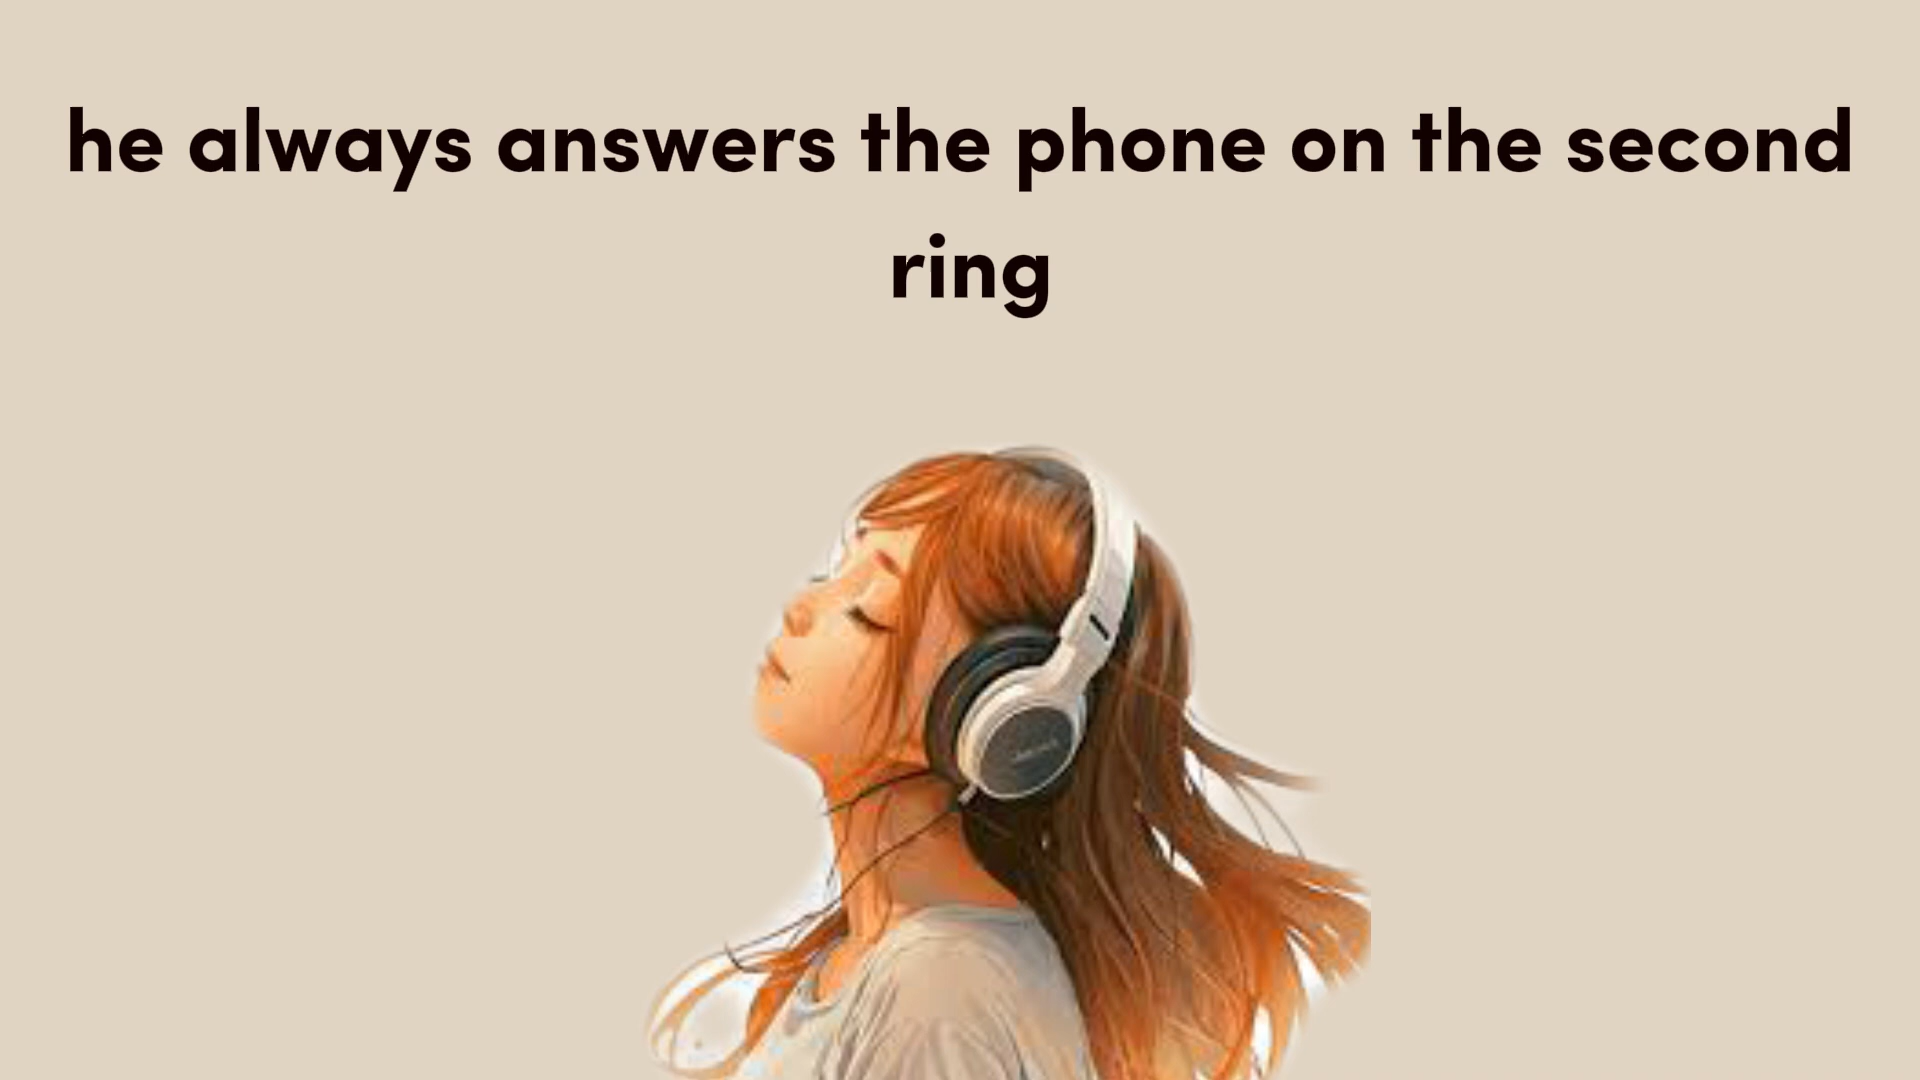 he always answers the phone on the second
ring